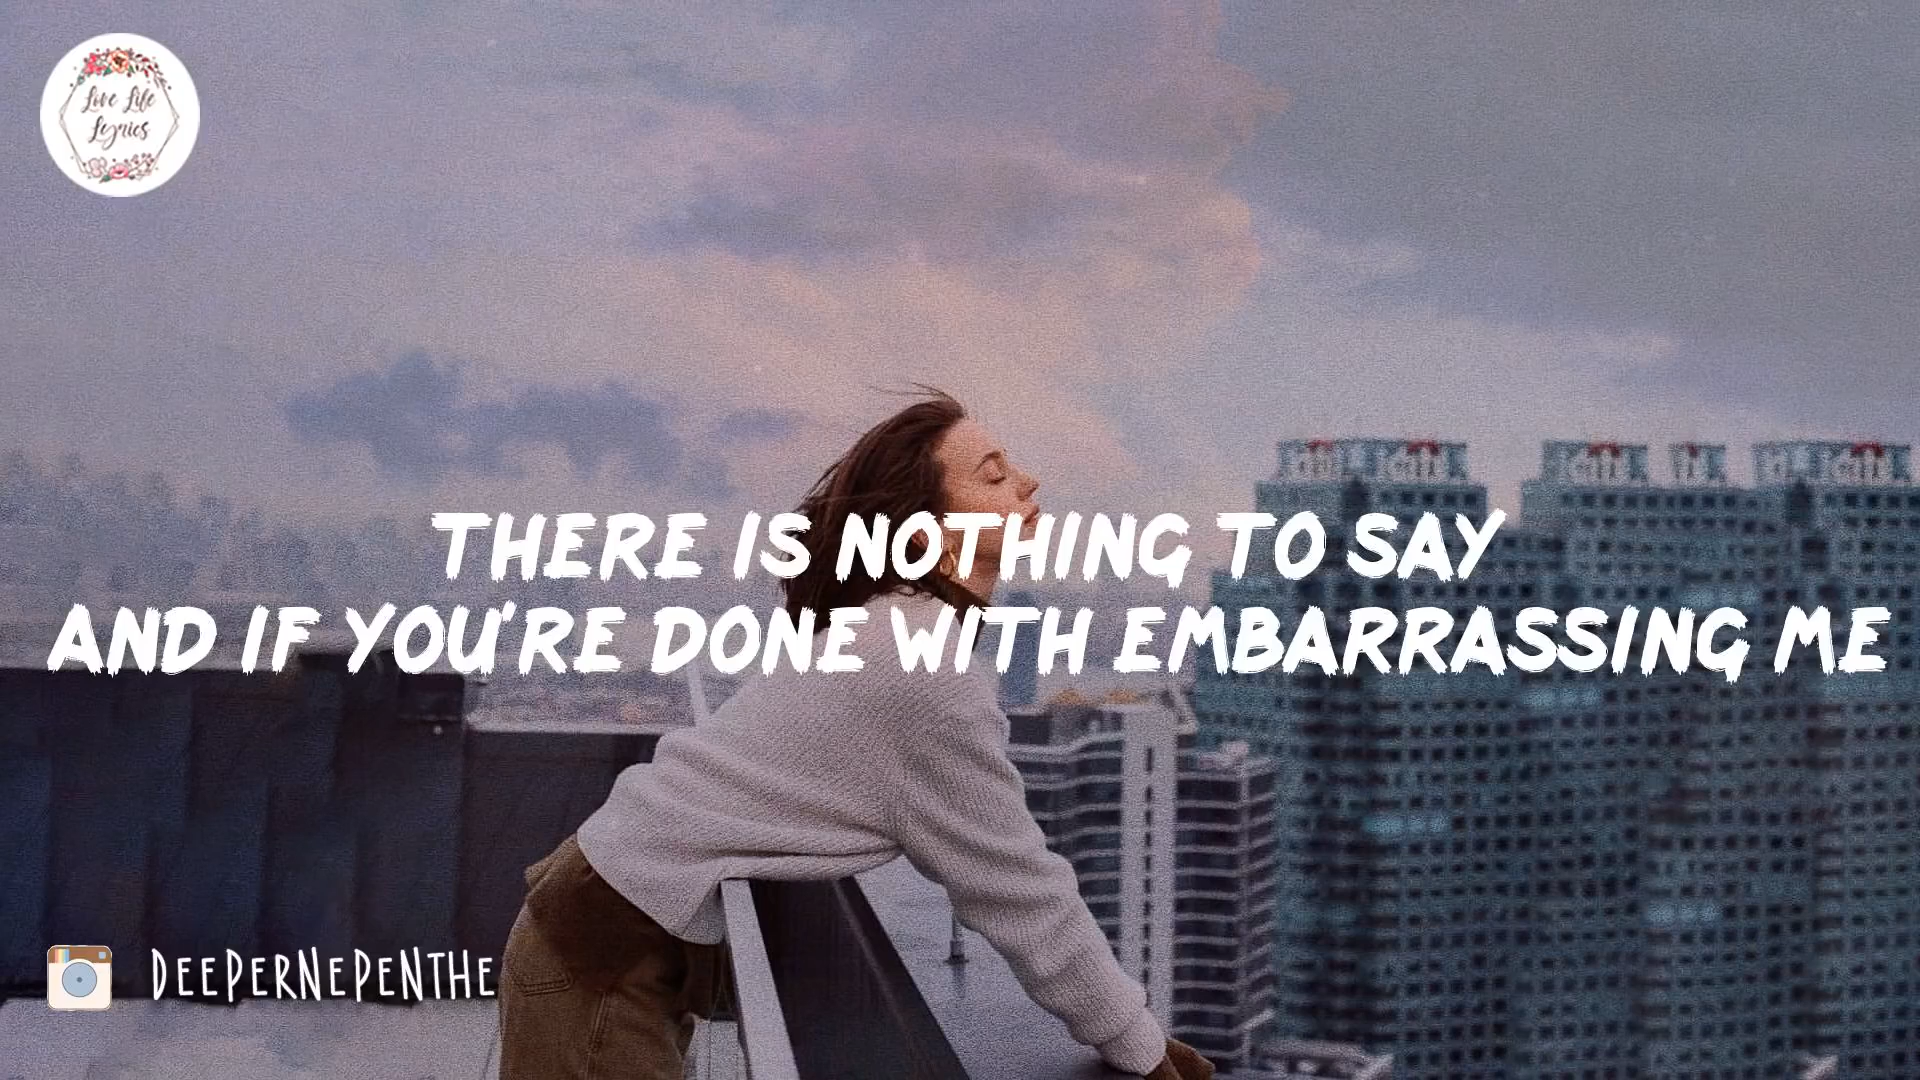 Love Life
Lyrics
THERE IS NOTHING TO SAY
AND IF YOU'RE DONE WITH EMBARRASSING ME
DEEPERNEPENTHE